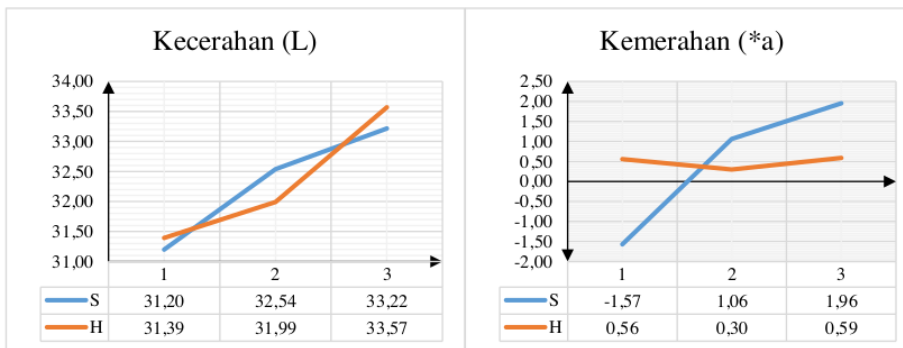 Kecerahan (L)
34,00
33,50
33,00
32,50
32,00
31,50
31,00
1 2 3
S 31,20 32,54 33,22
H 31,39 31,99 33,57
Kemerahan (*a)
2,50
2,00
1,50
1,00
0,50
0,00
-0,50
-1,00
-1,50
-2,00
1 2 3
S -1,57 1,06 1,96
H 0,56 0,30 0,59